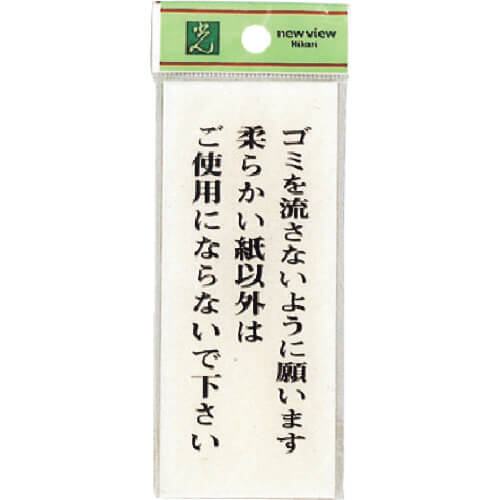 光
new view
Hikari
ゴミを流さないように願います
柔らかい紙以外は
ご使用にならないで下さい